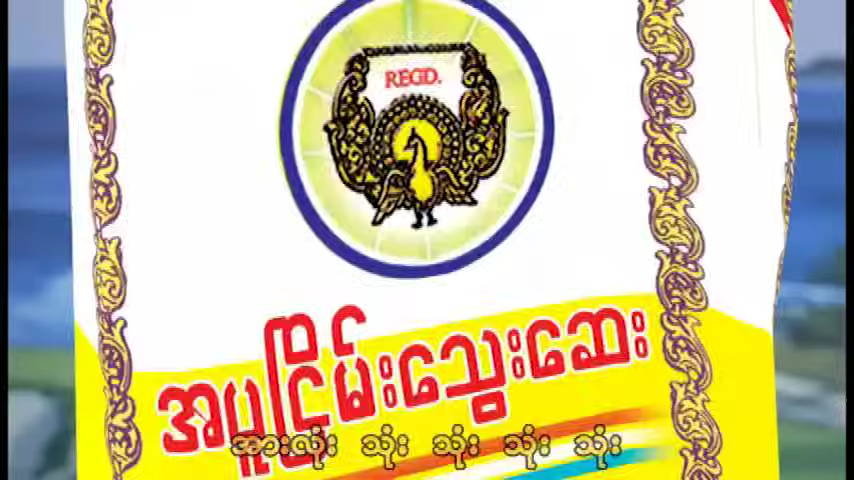 REGD.
အပူငြိမ်းသွေးဆေး
အားလုံး သုံး သုံး သုံး သုံး